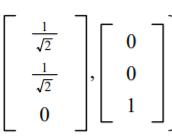 [1/√2], [0]
[1/√2], [0]
[0], [1]